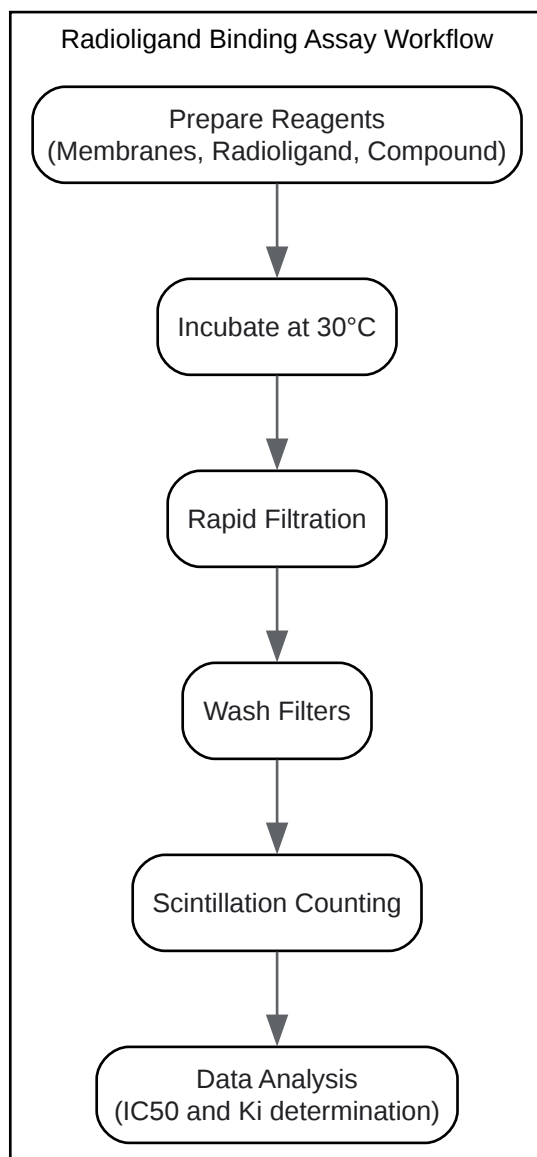 Radioligand Binding Assay Workflow
Prepare Reagents
(Membranes, Radioligand, Compound)
Incubate at 30°C
Rapid Filtration
Wash Filters
Scintillation Counting
Data Analysis
(IC50 and Ki determination)